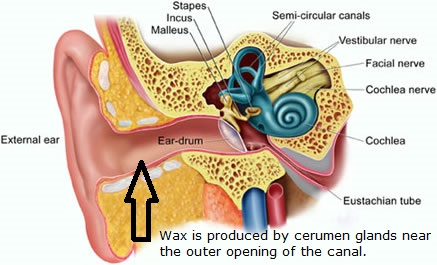 Stapes
Incus
Malleus
Semi-circular canals
Vestibular nerve
Facial nerve
Cochlea nerve
External ear
Ear-drum
Cochlea
Eustachian tube
Wax is produced by cerumen glands near
the outer opening of the canal.